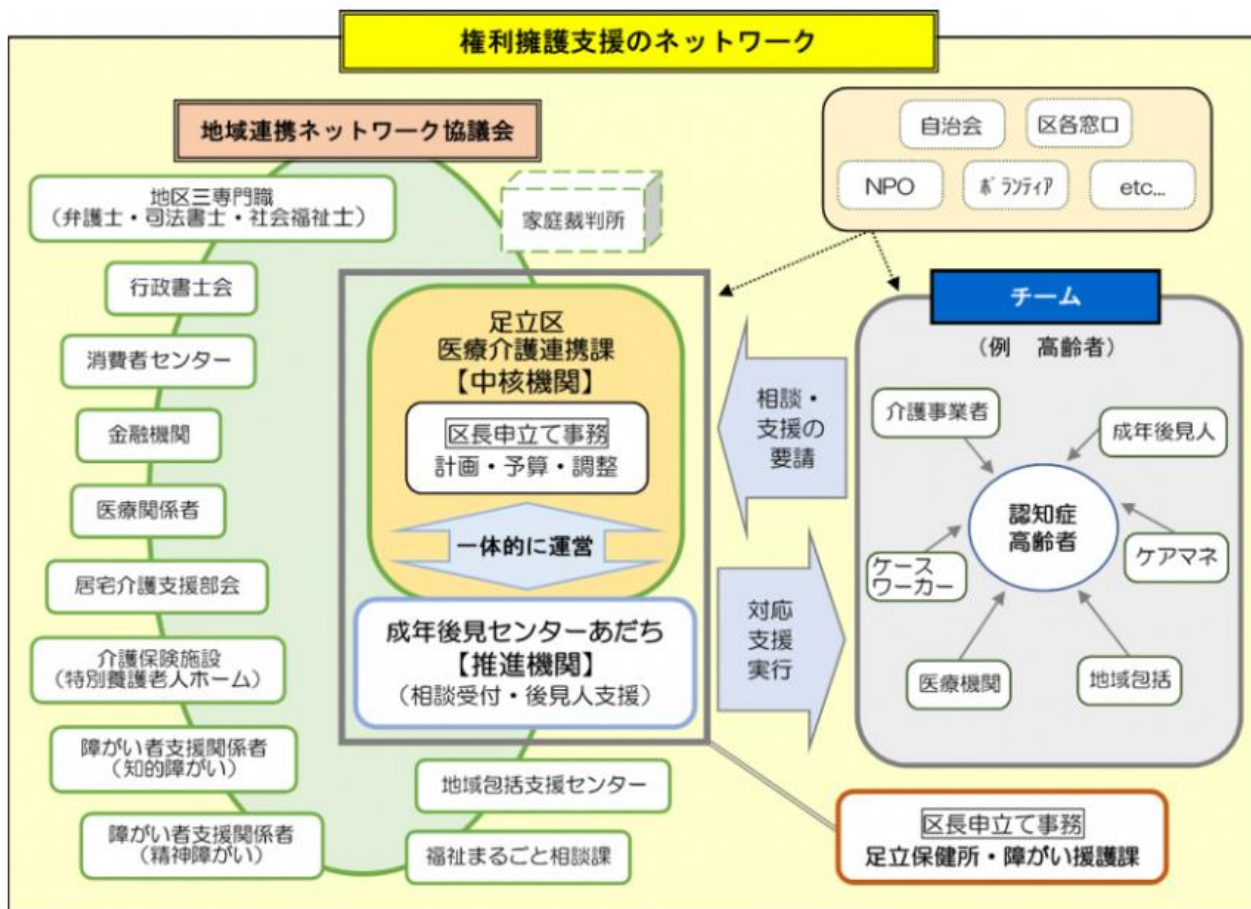 権利擁護支援のネットワーク
地域連携ネットワーク協議会
地区三専門職
(弁護士・司法書士・社会福祉士)
行政書士会
消費者センター
金融機関
医療関係者
居宅介護支援部会
介護保険施設
(特別養護老人ホーム)
障がい者支援関係者
(知的障がい)
障がい者支援関係者
(精神障がい)
家庭裁判所
足立区
医療介護連携課
【中核機関】
区長申立て事務
計画・予算・調整
一体的に運営
成年後見センターあだち
【推進機関】
(相談受付・後見人支援)
地域包括支援センター
福祉まるごと相談課
相談・
支援の
要請
対応
支援
実行
自治会
区各窓口
NPO
ボランティア
etc...
チーム
(例 高齢者)
介護事業者
成年後見人
認知症
高齢者
ケース
ワーカー
ケアマネ
医療機関
地域包括
区長申立て事務
足立保健所・障がい援護課